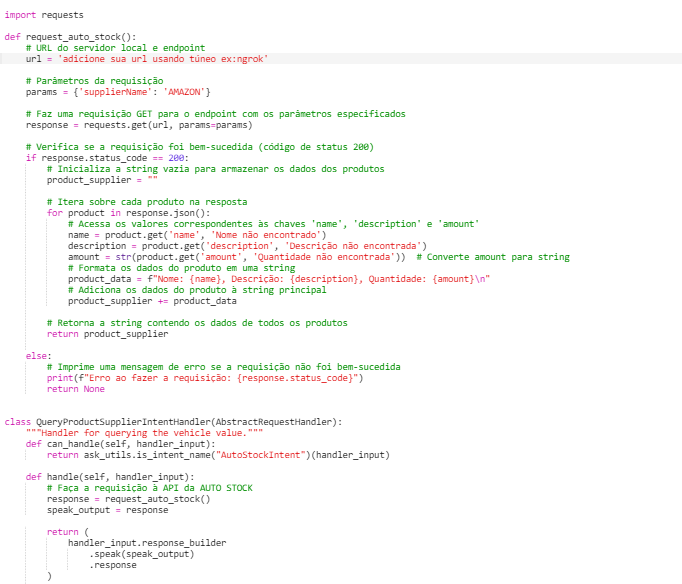 import requests
def request_auto_stock():
# URL do servidor local e endpoint
url = 'adicione sua url usando túneo ex:ngrok'
# Parâmetros da requisição
params = {'supplierName': 'AMAZON'}
# Faz uma requisição GET para o endpoint com os parâmetros especificados
response = requests.get(url, params=params)
# Verifica se a requisição foi bem-sucedida (código de status 200)
if response.status_code == 200:
# Inicializa a string vazia para armazenar os dados dos produtos
product_supplier = ""
# Itera sobre cada produto na resposta
for product in response.json():
# Acessa os valores correspondentes às chaves 'name', 'description' e 'amount'
name = product.get('name', 'Nome não encontrado')
description = product.get('description', 'Descrição não encontrada')
amount = str(product.get('amount', 'Quantidade não encontrada'))  # Converte amount para string
# Formata os dados do produto em uma string
product_data = f"Nome: {name}, Descrição: {description}, Quantidade: {amount}\n"
# Adiciona os dados do produto à string principal
product_supplier += product_data
# Retorna a string contendo os dados de todos os produtos
return product_supplier
else:
# Imprime uma mensagem de erro se a requisição não foi bem-sucedida
print(f"Erro ao fazer a requisição: {response.status_code}")
return None
class QueryProductSupplierIntentHandler(AbstractRequestHandler):
"""Handler for querying the vehicle value."""
def can_handle(self, handler_input):
return ask_utils.is_intent_name("AutoStockIntent")(handler_input)
def handle(self, handler_input):
# Faça a requisição à API da AUTO STOCK
response = request_auto_stock()
speak_output = response
return (
handler_input.response_builder
.speak(speak_output)
.response
)